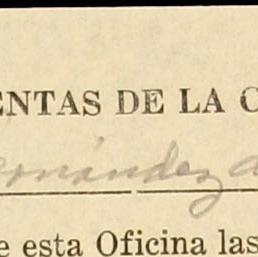 ENTAS DE LA C
ernández d
e esta Oficina las